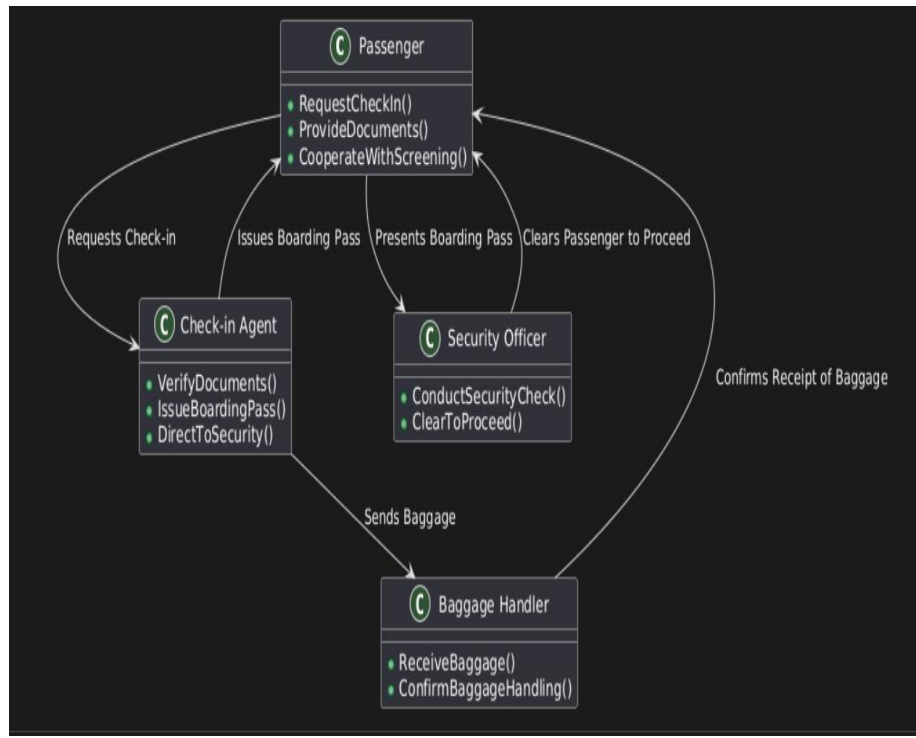 C Passenger
RequestCheckIn()
ProvideDocuments()
CooperateWithScreening()
Requests Check-in
Issues Boarding Pass
Presents Boarding Pass
Clears Passenger to Proceed
C Check-in Agent
VerifyDocuments()
IssueBoardingPass()
DirectToSecurity()
C Security Officer
ConductSecurityCheck()
ClearToProceed()
Confirms Receipt of Baggage
Sends Baggage
C Baggage Handler
ReceiveBaggage()
ConfirmBaggageHandling()